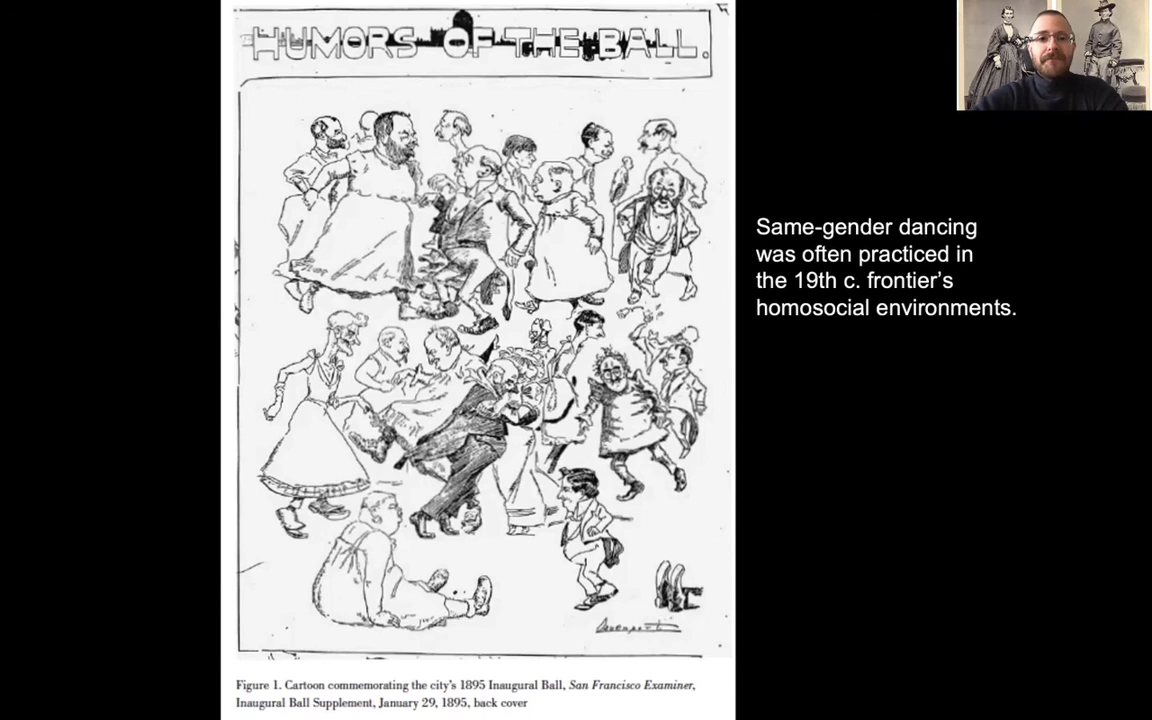 HUMORS OF THE BALL.
Same-gender dancing
was often practiced in
the 19th c. frontier's
homosocial environments.
Davenport
Figure 1. Cartoon commemorating the city's 1895 Inaugural Ball, San Francisco Examiner,
Inaugural Ball Supplement, January 29, 1895, back cover